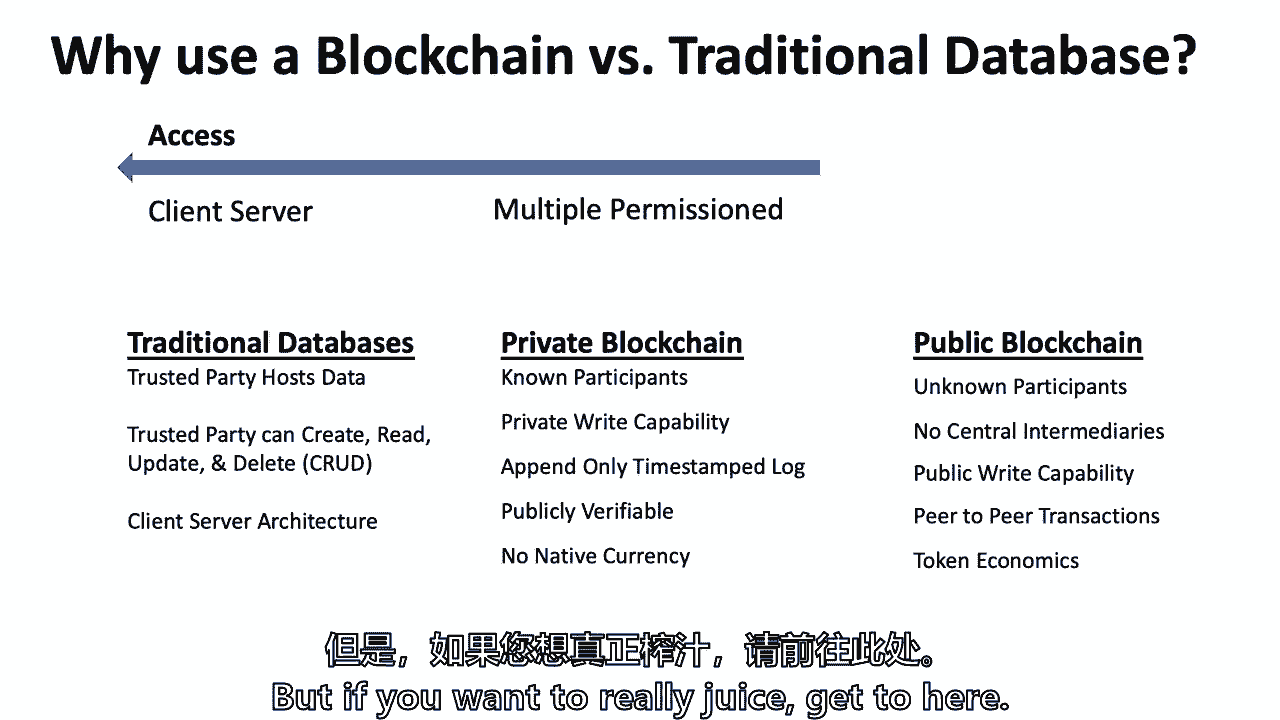 Why use a Blockchain vs. Traditional Database?
Access
Client Server
Multiple Permissioned
Traditional Databases
Trusted Party Hosts Data
Trusted Party can Create, Read,
Update, & Delete (CRUD)
Client Server Architecture
Private Blockchain
Known Participants
Private Write Capability
Append Only Timestamped Log
Publicly Verifiable
No Native Currency
Public Blockchain
Unknown Participants
No Central Intermediaries
Public Write Capability
Peer to Peer Transactions
Token Economics
但是，如果您想真正榨汁，请前往此处。
But if you want to really juice, get to here.